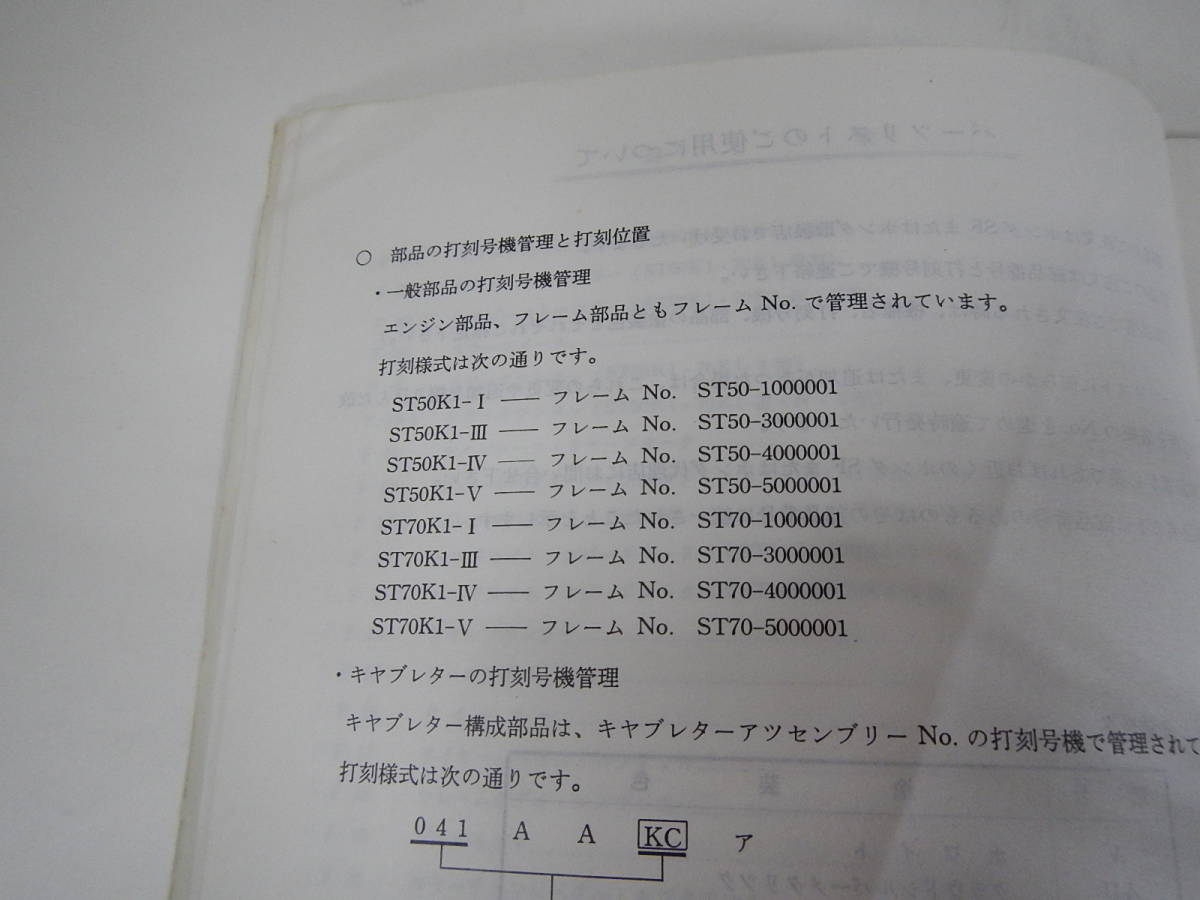 ○ 部品の打刻号機管理と打刻位置
・一般部品の打刻号機管理
エンジン部品、フレーム部品ともフレーム No. で管理されています。
打刻様式は次の通りです。
ST50K1-Ⅰ ―― フレーム No. ST50-1000001
ST50K1-Ⅲ ―― フレーム No. ST50-3000001
ST50K1-Ⅳ ―― フレーム No. ST50-4000001
ST50K1-Ⅴ ―― フレーム No. ST50-5000001
ST70K1-Ⅰ ―― フレーム No. ST70-1000001
ST70K1-Ⅲ ―― フレーム No. ST70-3000001
ST70K1-Ⅳ ―― フレーム No. ST70-4000001
ST70K1-Ⅴ ―― フレーム No. ST70-5000001
・キヤブレターの打刻号機管理
キヤブレター構成部品は、キヤブレターアツセンブリー No. の打刻号機で管理されて
打刻様式は次の通りです。
041 A A KC ア